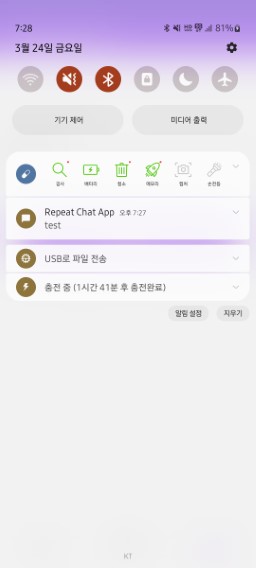 7:28
81%
3월 24일 금요일
기기 제어
미디어 출력
검사
배터리
청소
메모리
캡처
손전등
Repeat Chat App 오후 7:27
test
USB로 파일 전송
충전 중 (1시간 41분 후 충전완료)
알림 설정
지우기
KT